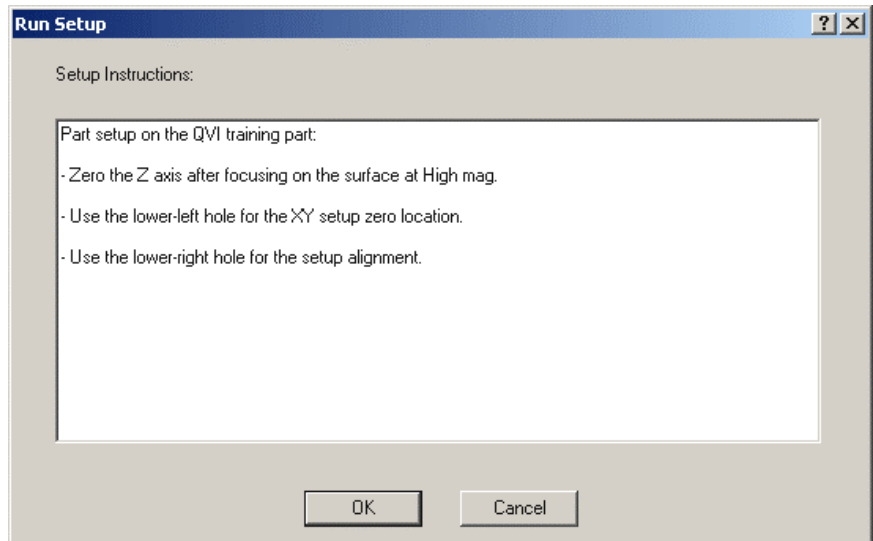 Run Setup
Setup Instructions:
Part setup on the QVI training part:
- Zero the Z axis after focusing on the surface at High mag.
- Use the lower-left hole for the XY setup zero location.
- Use the lower-right hole for the setup alignment.
OK
Cancel